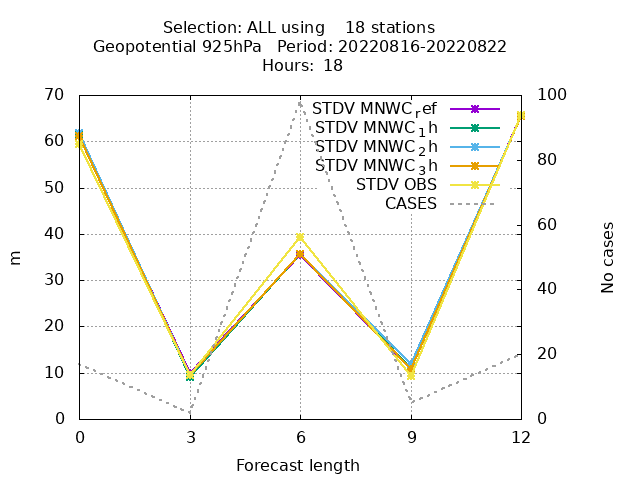 Selection: ALL using    18 stations
Geopotential 925hPa   Period: 20220816-20220822
Hours: 18
STDV MNWC_ref
STDV MNWC_1h
STDV MNWC_2h
STDV MNWC_3h
STDV OBS
CASES
70
60
50
40
30
20
10
0
m
100
80
60
40
20
0
No cases
0 3 6 9 12
Forecast length